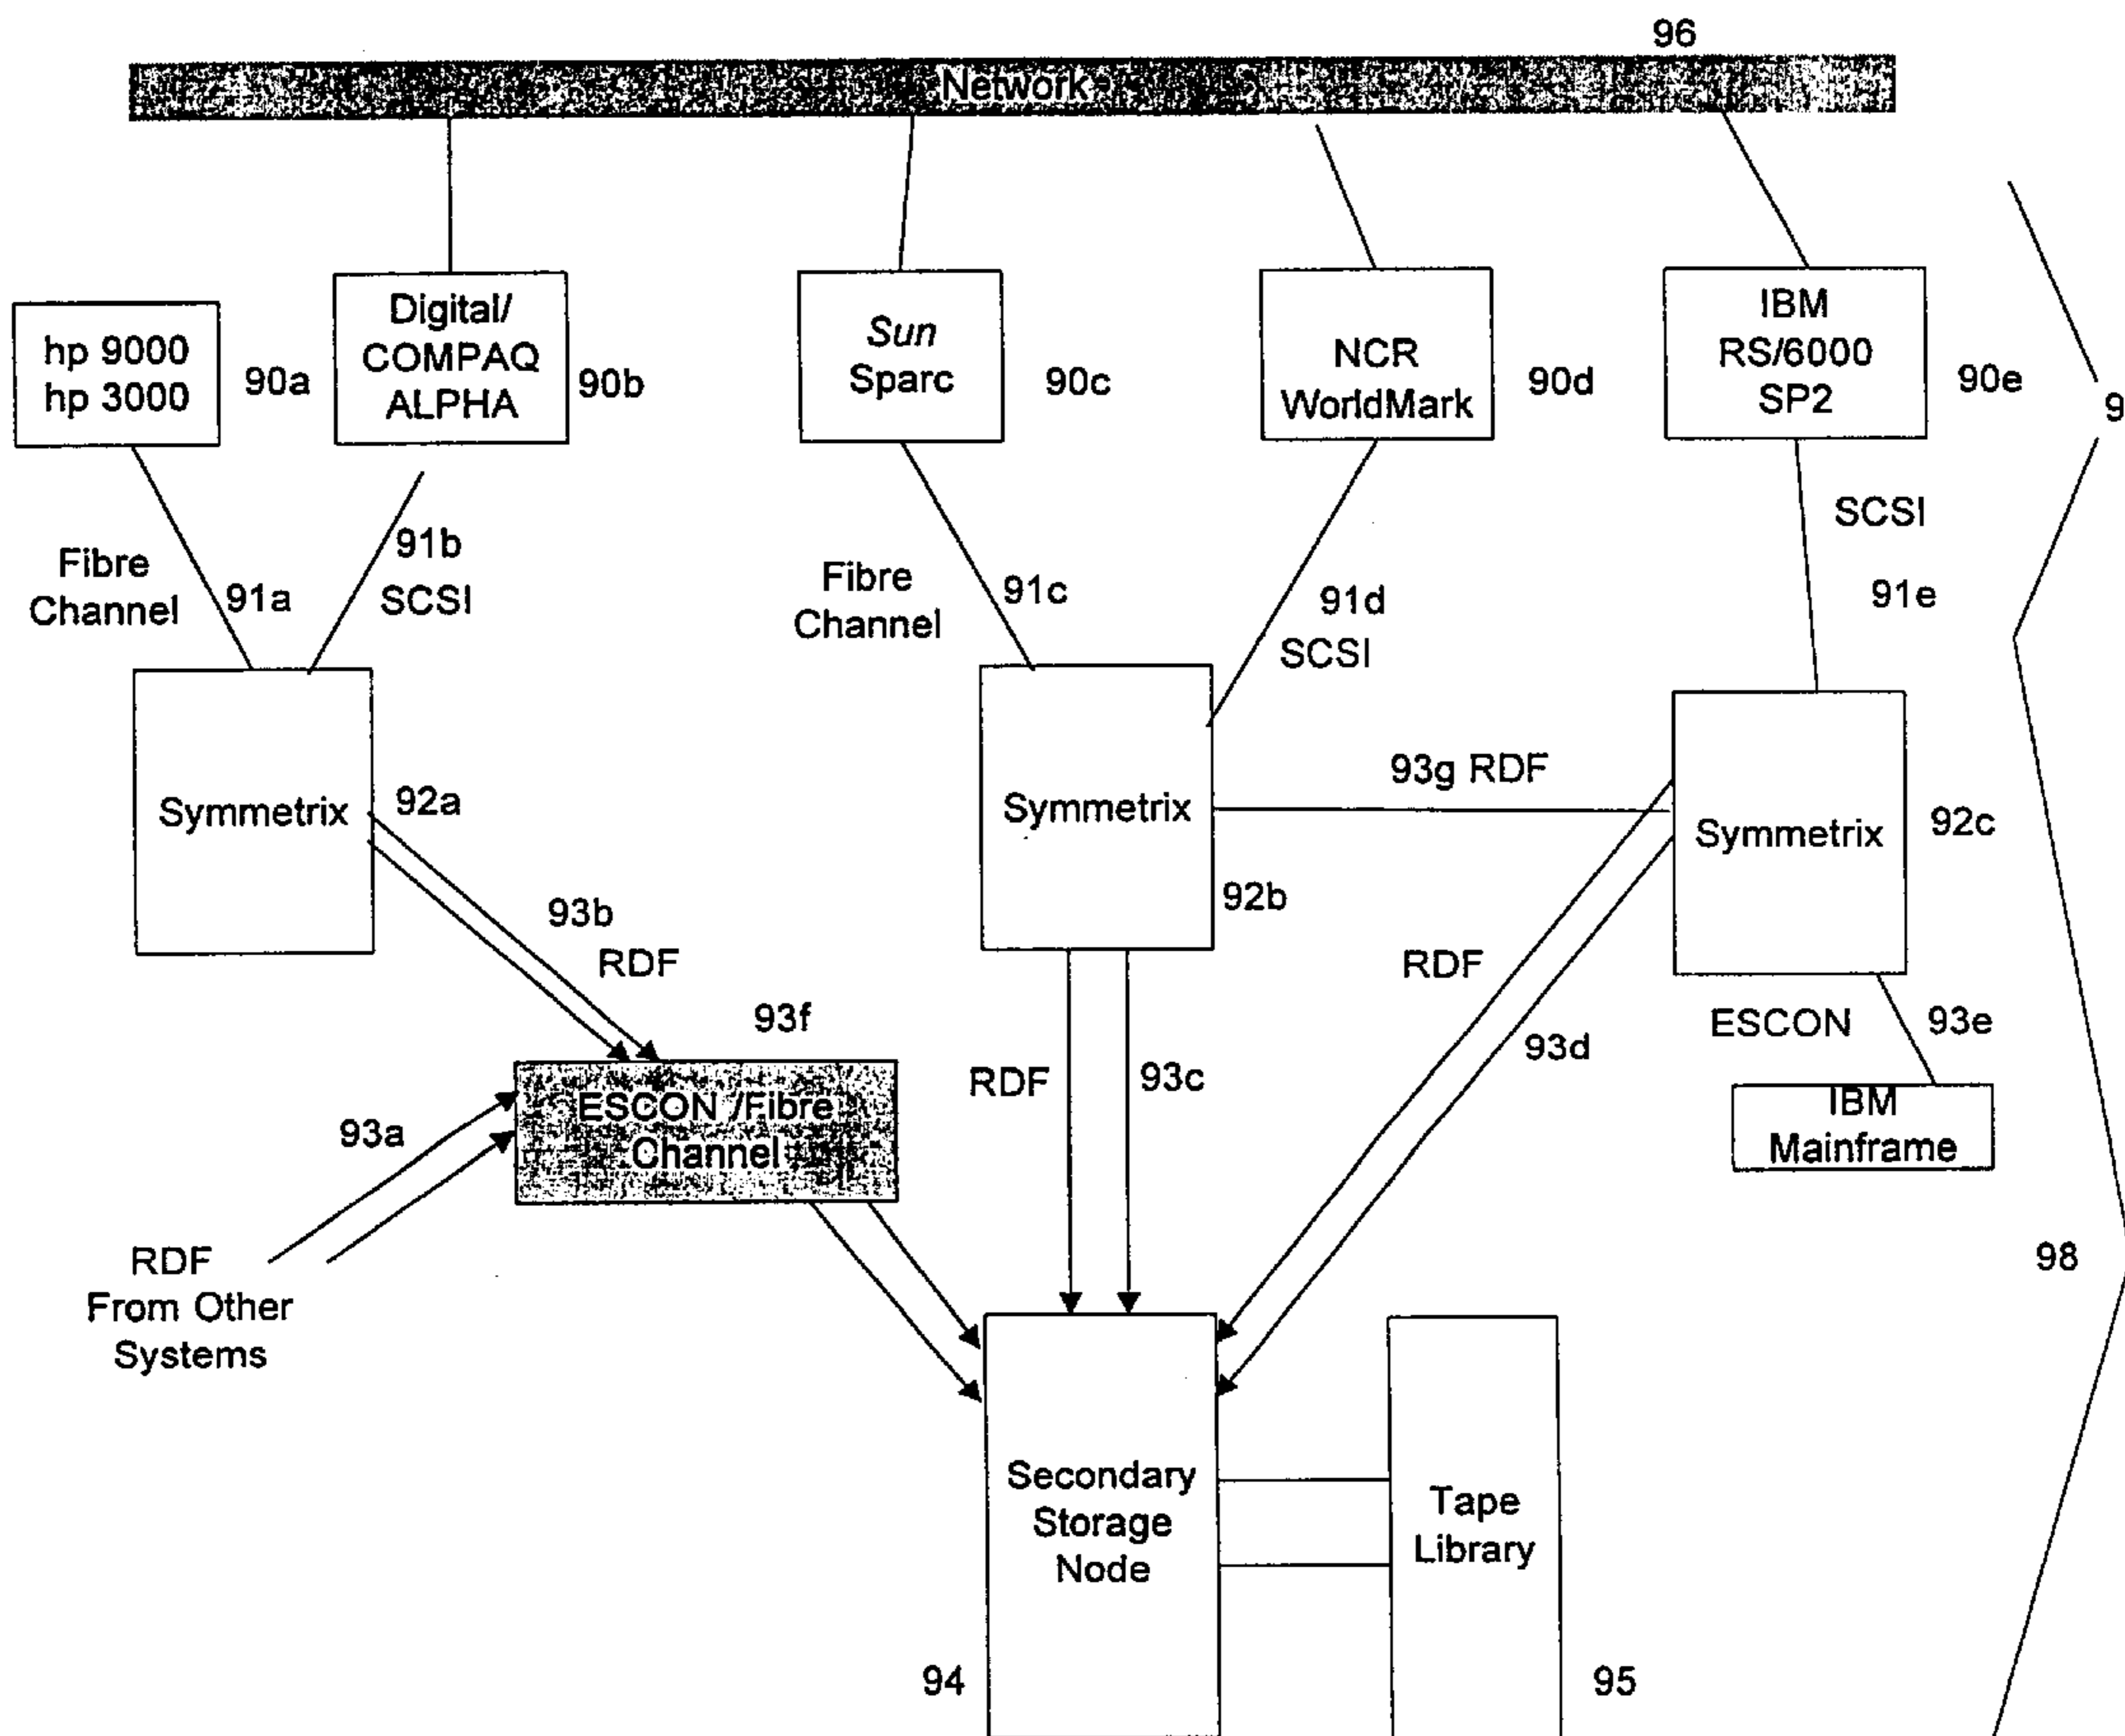 96
Network
hp 9000
hp 3000
90a
Digital/
COMPAQ
ALPHA
90b
Sun
Sparc
90c
NCR
WorldMark
90d
IBM
RS/6000
SP2
90e
9
Fibre
Channel
91a
91b
SCSI
Fibre
Channel
91c
91d
SCSI
SCSI
91e
Symmetrix
92a
Symmetrix
92b
93g RDF
Symmetrix
92c
93b
RDF
93f
ESCON /Fibre
Channel
93a
RDF
From Other
Systems
RDF
93c
RDF
93d
ESCON
93e
IBM
Mainframe
98
Secondary
Storage
Node
94
Tape
Library
95